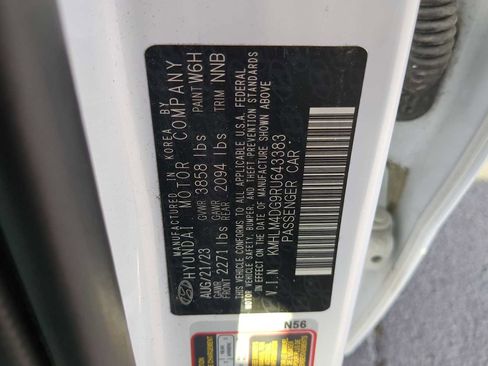 MANUFACTURED IN KOREA BY
HYUNDAI MOTOR COMPANY
AUG/21/23 GVWR 3858 lbs PAINT W6H
GAWR FRONT 2271 lbs GAWR REAR 2094 lbs TRIM NNB
THIS VEHICLE CONFORMS TO ALL APPLICABLE U.S.A. FEDERAL
MOTOR VEHICLE SAFETY, BUMPER, AND THEFT PREVENTION STANDARDS
IN EFFECT ON THE DATE OF MANUFACTURE SHOWN ABOVE
V.I.N KMHLM4DG9RU643383
PASSENGER CAR
N56